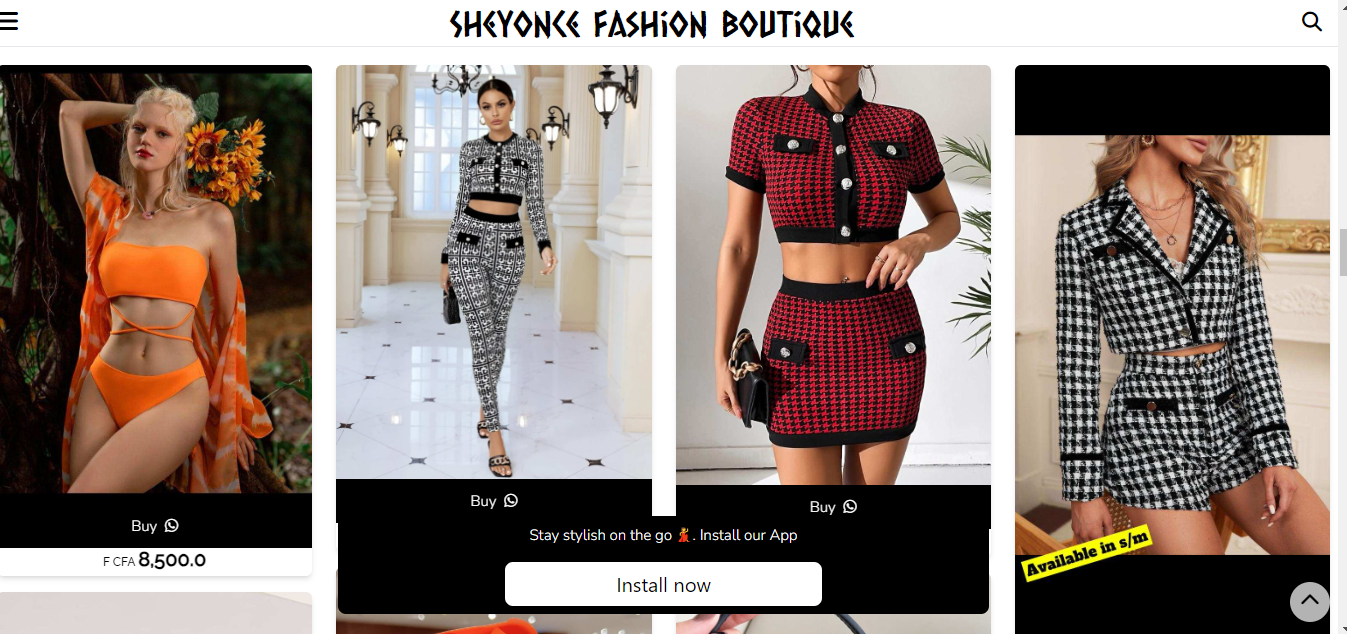 SHEYONCE FASHION BOUTIQUE
Buy
F CFA 8,500.0
Buy
Buy
Available in s/m
Stay stylish on the go 💃. Install our App
Install now